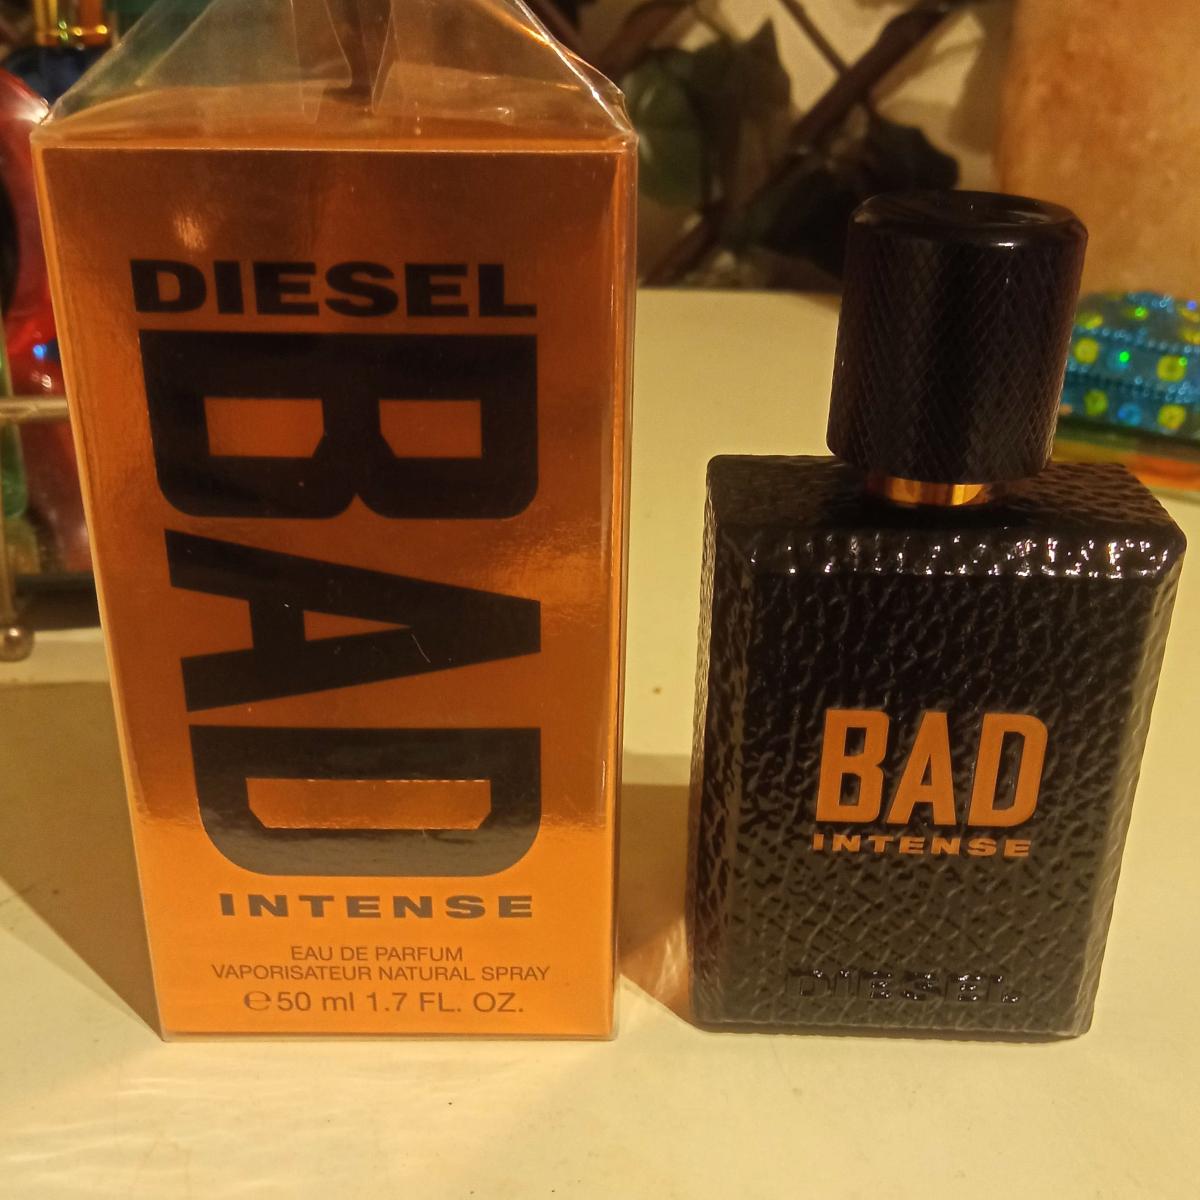 DIESEL
BAD
INTENSE
EAU DE PARFUM
VAPORISATEUR NATURAL SPRAY
℮50 ml 1.7 FL. OZ.
BAD
INTENSE
DIESEL